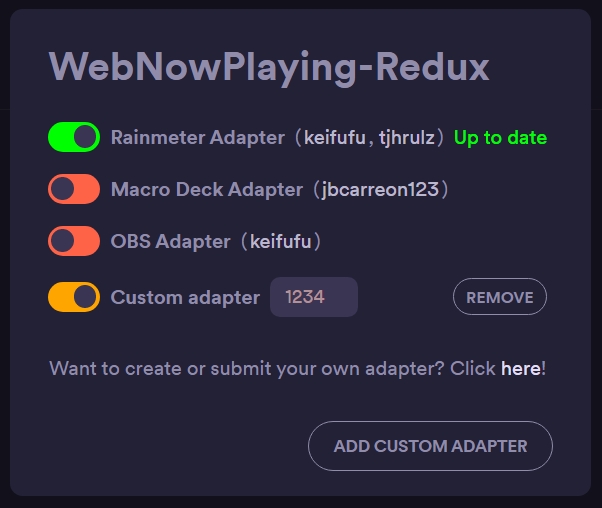 WebNowPlaying-Redux
Rainmeter Adapter (keifufu, tjhrulz) Up to date
Macro Deck Adapter (jbcarreon123)
OBS Adapter (keifufu)
Custom adapter 1234 REMOVE
Want to create or submit your own adapter? Click here!
ADD CUSTOM ADAPTER